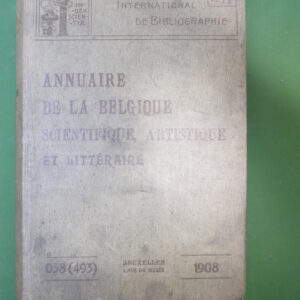 INTERNATIONAL
DE BIBLIOGRAPHIE
ANNUAIRE
DE LA BELGIQUE
SCIENTIFIQUE, ARTISTIQUE
ET LITTÉRAIRE
038 (493)
BRUXELLES
1908